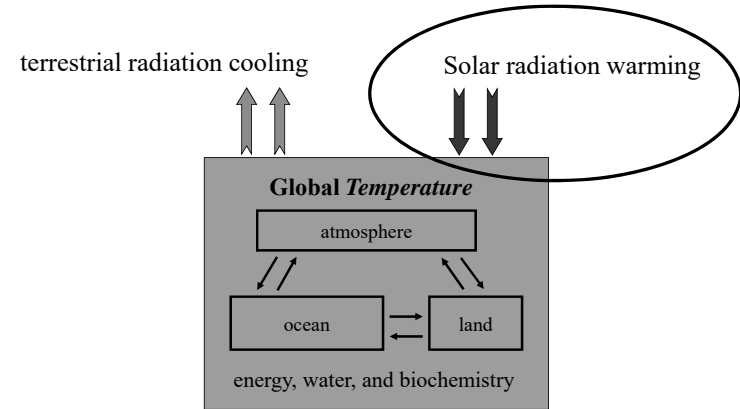 terrestrial radiation cooling
Solar radiation warming
Global Temperature
atmosphere
ocean
land
energy, water, and biochemistry